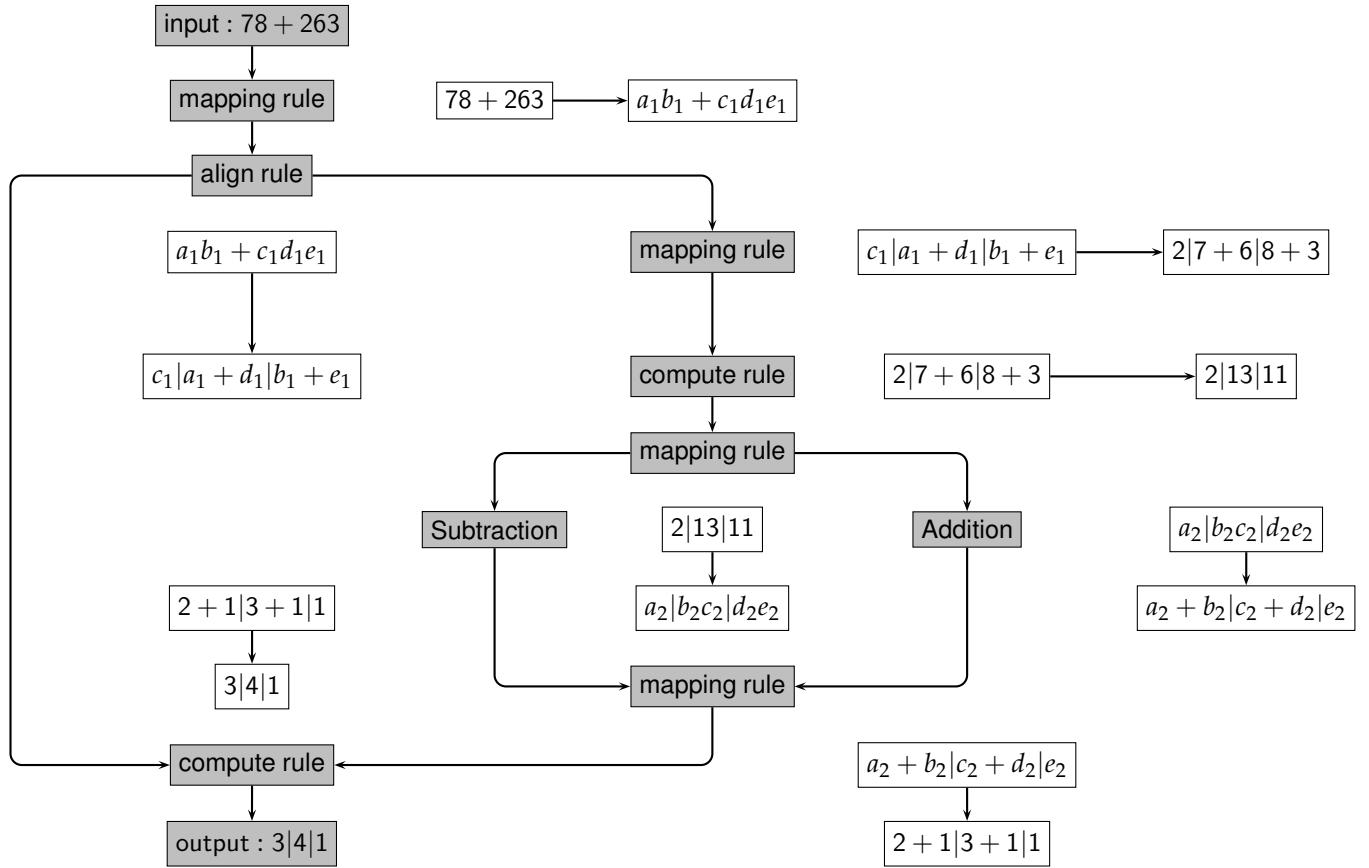 input : 78 + 263
mapping rule
78 + 263
a₁b₁ + c₁d₁e₁
align rule
a₁b₁ + c₁d₁e₁
mapping rule
c₁|a₁ + d₁|b₁ + e₁
2|7 + 6|8 + 3
c₁|a₁ + d₁|b₁ + e₁
compute rule
2|7 + 6|8 + 3
2|13|11
mapping rule
Subtraction
2|13|11
Addition
a₂|b₂c₂|d₂e₂
2 + 1|3 + 1|1
a₂|b₂c₂|d₂e₂
a₂ + b₂|c₂ + d₂|e₂
3|4|1
mapping rule
compute rule
a₂ + b₂|c₂ + d₂|e₂
output : 3|4|1
2 + 1|3 + 1|1